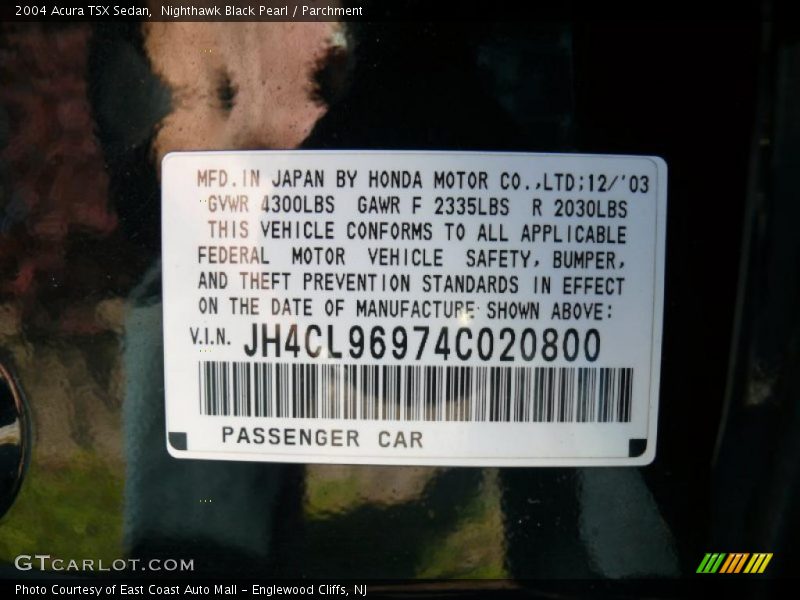 2004 Acura TSX Sedan,  Nighthawk Black Pearl / Parchment
MFD.IN JAPAN BY HONDA MOTOR CO.,LTD:12/'03
GVWR 4300LBS GAWR F 2335LBS R 2030LBS
THIS VEHICLE CONFORMS TO ALL APPLICABLE
FEDERAL MOTOR VEHICLE SAFETY, BUMPER,
AND THEFT PREVENTION STANDARDS IN EFFECT
ON THE DATE OF MANUFACTURE SHOWN ABOVE:
V.I.N. JH4CL96974C020800
PASSENGER CAR
GTCARLOT.COM
Photo Courtesy of East Coast Auto Mall - Englewood Cliffs, NJ